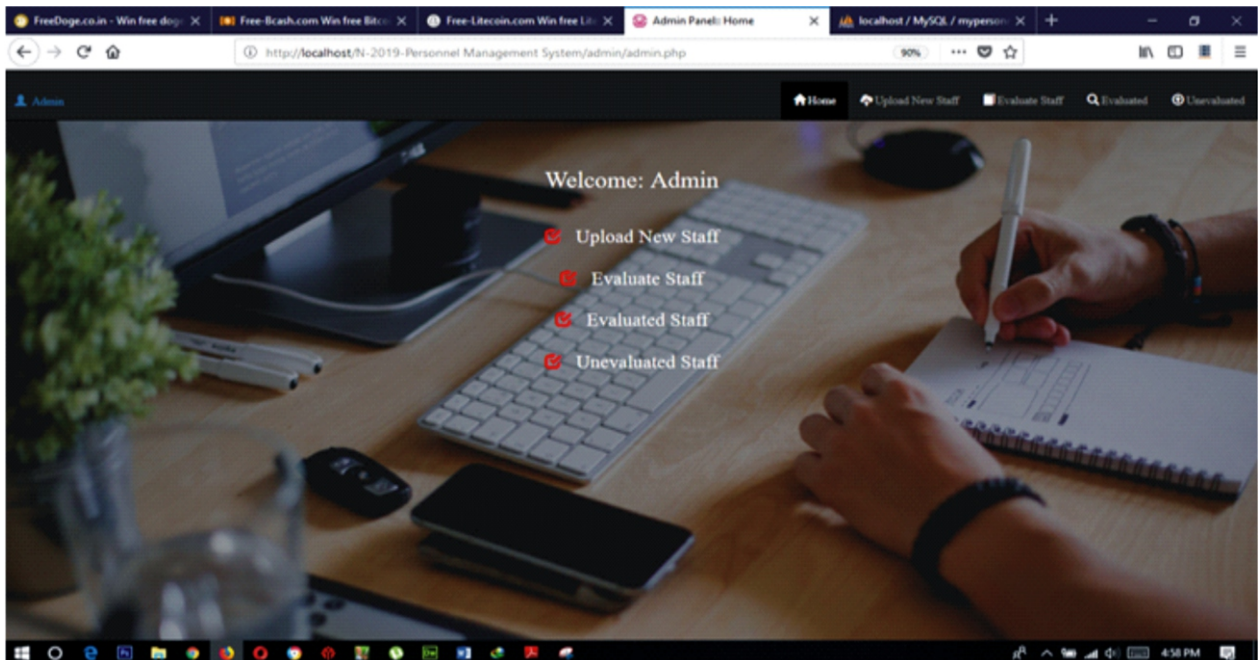 FreeDoge.co.in - Win free doge
Free-Bcash.com Win free Bitco
Free-Litecoin.com Win free Lit
Admin Panel: Home
localhost / MySQL / mypersonn
http://localhost/N-2019-Personnel Management System/admin/admin.php
90%
Admin
Home
Upload New Staff
Evaluate Staff
Evaluated
Unevaluated
Welcome: Admin
Upload New Staff
Evaluate Staff
Evaluated Staff
Unevaluated Staff
4:58 PM